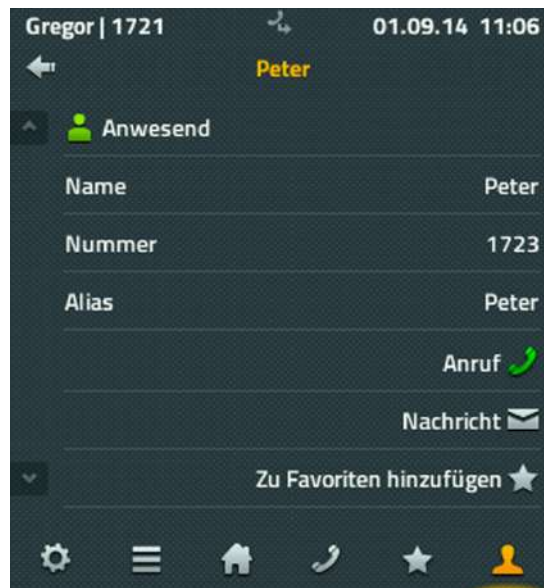 Gregor | 1721 01.09.14 11:06
Peter
Anwesend
Name Peter
Nummer 1723
Alias Peter
Anruf
Nachricht
Zu Favoriten hinzufügen